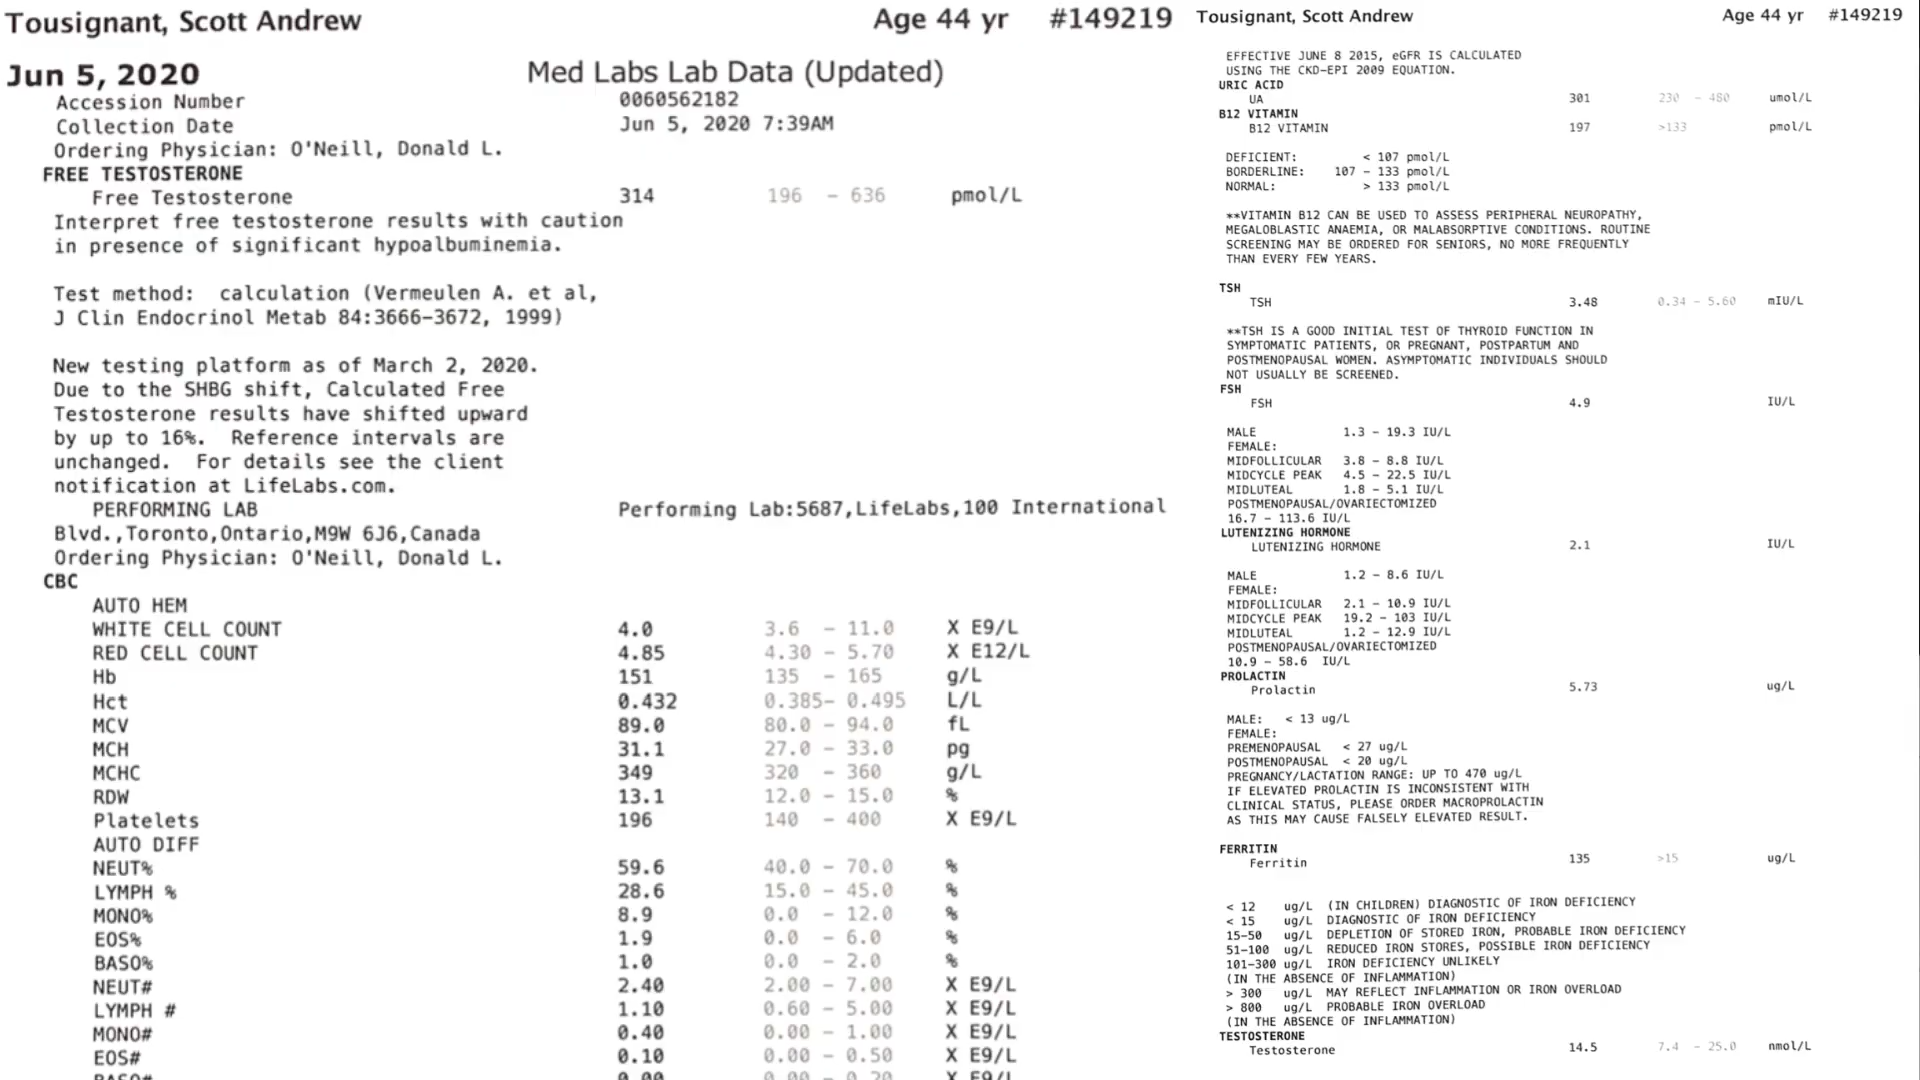 Tousignant, Scott Andrew Age 44 yr #149219
Jun 5, 2020 Med Labs Lab Data (Updated)
Accession Number 0060562182
Collection Date Jun 5, 2020 7:39AM
Ordering Physician: O'Neill, Donald L.
FREE TESTOSTERONE
Free Testosterone 314 196 - 636 pmol/L
Interpret free testosterone results with caution
in presence of significant hypoalbuminemia.
Test method: calculation (Vermeulen A. et al,
J Clin Endocrinol Metab 84:3666-3672, 1999)
New testing platform as of March 2, 2020.
Due to the SHBG shift, Calculated Free
Testosterone results have shifted upward
by up to 16%. Reference intervals are
unchanged. For details see the client
notification at LifeLabs.com.
PERFORMING LAB Performing Lab:5687,LifeLabs,100 International
Blvd.,Toronto,Ontario,M9W 6J6,Canada
Ordering Physician: O'Neill, Donald L.
CBC
AUTO HEM
WHITE CELL COUNT 4.0 3.6 - 11.0 X E9/L
RED CELL COUNT 4.85 4.30 - 5.70 X E12/L
Hb 151 135 - 165 g/L
Hct 0.432 0.385- 0.495 L/L
MCV 89.0 80.0 - 94.0 fL
MCH 31.1 27.0 - 33.0 pg
MCHC 349 320 - 360 g/L
RDW 13.1 12.0 - 15.0 %
Platelets 196 140 - 400 X E9/L
AUTO DIFF
NEUT% 59.6 40.0 - 70.0 %
LYMPH % 28.6 15.0 - 45.0 %
MONO% 8.9 0.0 - 12.0 %
EOS% 1.9 0.0 - 6.0 %
BASO% 1.0 0.0 - 2.0 %
NEUT# 2.40 2.00 - 7.00 X E9/L
LYMPH # 1.10 0.60 - 5.00 X E9/L
MONO# 0.40 0.00 - 1.00 X E9/L
EOS# 0.10 0.00 - 0.50 X E9/L
BASO# 0.00 0.00 - 0.20 X E9/L
Tousignant, Scott Andrew Age 44 yr #149219
EFFECTIVE JUNE 8 2015, eGFR IS CALCULATED
USING THE CKD-EPI 2009 EQUATION.
URIC ACID
UA 301 230 - 480 umol/L
B12 VITAMIN
B12 VITAMIN 197 >133 pmol/L
DEFICIENT: < 107 pmol/L
BORDERLINE: 107 - 133 pmol/L
NORMAL: > 133 pmol/L
**VITAMIN B12 CAN BE USED TO ASSESS PERIPHERAL NEUROPATHY,
MEGALOBLASTIC ANAEMIA, OR MALABSORPTIVE CONDITIONS. ROUTINE
SCREENING MAY BE ORDERED FOR SENIORS, NO MORE FREQUENTLY
THAN EVERY FEW YEARS.
TSH
TSH 3.48 0.34 - 5.60 mIU/L
**TSH IS A GOOD INITIAL TEST OF THYROID FUNCTION IN
SYMPTOMATIC PATIENTS, OR PREGNANT, POSTPARTUM AND
POSTMENOPAUSAL WOMEN. ASYMPTOMATIC INDIVIDUALS SHOULD
NOT USUALLY BE SCREENED.
FSH
FSH 4.9 IU/L
MALE 1.3 - 19.3 IU/L
FEMALE:
MIDFOLLICULAR 3.8 - 8.8 IU/L
MIDCYCLE PEAK 4.5 - 22.5 IU/L
MIDLUTEAL 1.8 - 5.1 IU/L
POSTMENOPAUSAL/OVARIECTOMIZED
16.7 - 113.6 IU/L
LUTENIZING HORMONE
LUTENIZING HORMONE 2.1 IU/L
MALE 1.2 - 8.6 IU/L
FEMALE:
MIDFOLLICULAR 2.1 - 10.9 IU/L
MIDCYCLE PEAK 19.2 - 103 IU/L
MIDLUTEAL 1.2 - 12.9 IU/L
POSTMENOPAUSAL/OVARIECTOMIZED
10.9 - 58.6 IU/L
PROLACTIN
Prolactin 5.73 ug/L
MALE: < 13 ug/L
FEMALE:
PREMENOPAUSAL < 27 ug/L
POSTMENOPAUSAL < 20 ug/L
PREGNANCY/LACTATION RANGE: UP TO 470 ug/L
IF ELEVATED PROLACTIN IS INCONSISTENT WITH
CLINICAL STATUS, PLEASE ORDER MACROPROLACTIN
AS THIS MAY CAUSE FALSELY ELEVATED RESULT.
FERRITIN
Ferritin 135 >15 ug/L
< 12 ug/L (IN CHILDREN) DIAGNOSTIC OF IRON DEFICIENCY
< 15 ug/L DIAGNOSTIC OF IRON DEFICIENCY
15-50 ug/L DEPLETION OF STORED IRON, PROBABLE IRON DEFICIENCY
51-100 ug/L REDUCED IRON STORES, POSSIBLE IRON DEFICIENCY
101-300 ug/L IRON DEFICIENCY UNLIKELY
(IN THE ABSENCE OF INFLAMMATION)
> 300 ug/L MAY REFLECT INFLAMMATION OR IRON OVERLOAD
> 800 ug/L PROBABLE IRON OVERLOAD
(IN THE ABSENCE OF INFLAMMATION)
TESTOSTERONE
Testosterone 14.5 7.4 - 25.0 nmol/L